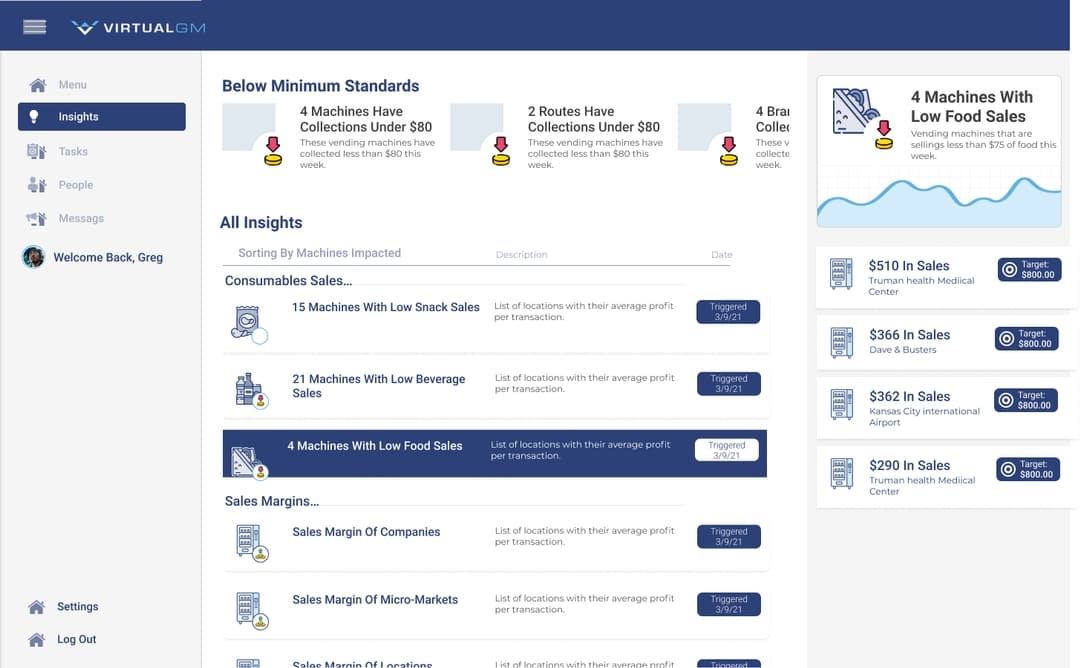 VIRTUALGM
Menu
Insights
Tasks
People
Messags
Welcome Back, Greg
Settings
Log Out
Below Minimum Standards
4 Machines Have
Collections Under $80
These vending machines have
collected less than $80 this
week.
2 Routes Have
Collections Under $80
These vending machines have
collected less than $80 this
week.
4 Bran
Collec
These v
collecte
week.
All Insights
Sorting By Machines Impacted
Description
Date
Consumables Sales...
15 Machines With Low Snack Sales
List of locations with their average profit
per transaction.
Triggered
3/9/21
21 Machines With Low Beverage
Sales
List of locations with their average profit
per transaction.
Triggered
3/9/21
4 Machines With Low Food Sales
List of locations with their average profit
per transaction.
Triggered
3/9/21
Sales Margins...
Sales Margin Of Companies
List of locations with their average profit
per transaction.
Triggered
3/9/21
Sales Margin Of Micro-Markets
List of locations with their average profit
per transaction.
Triggered
3/9/21
Sales Margin Of Locations
List of locations with their average profit
Triggered
4 Machines With
Low Food Sales
Vending machines that are
sellings less than $75 of food this
week.
$510 In Sales
Truman health Mediical
Center
Target:
$800.00
$366 In Sales
Dave & Busters
Target:
$800.00
$362 In Sales
Kansas City international
Airport
Target:
$800.00
$290 In Sales
Truman health Mediical
Center
Target:
$800.00